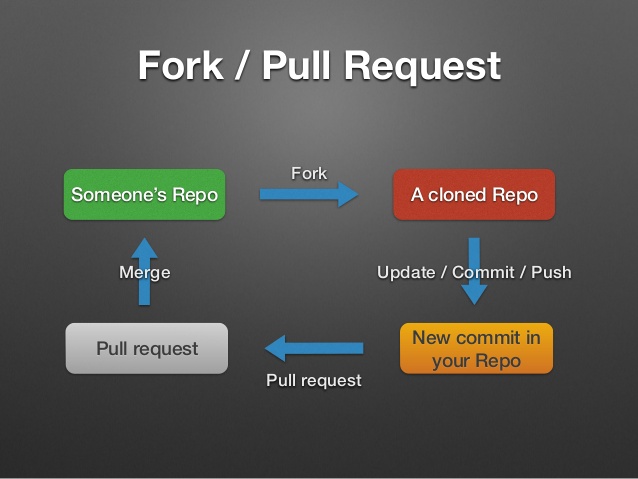 Fork / Pull Request
Fork
Someone's Repo
A cloned Repo
Merge
Update / Commit / Push
Pull request
New commit in
your Repo
Pull request